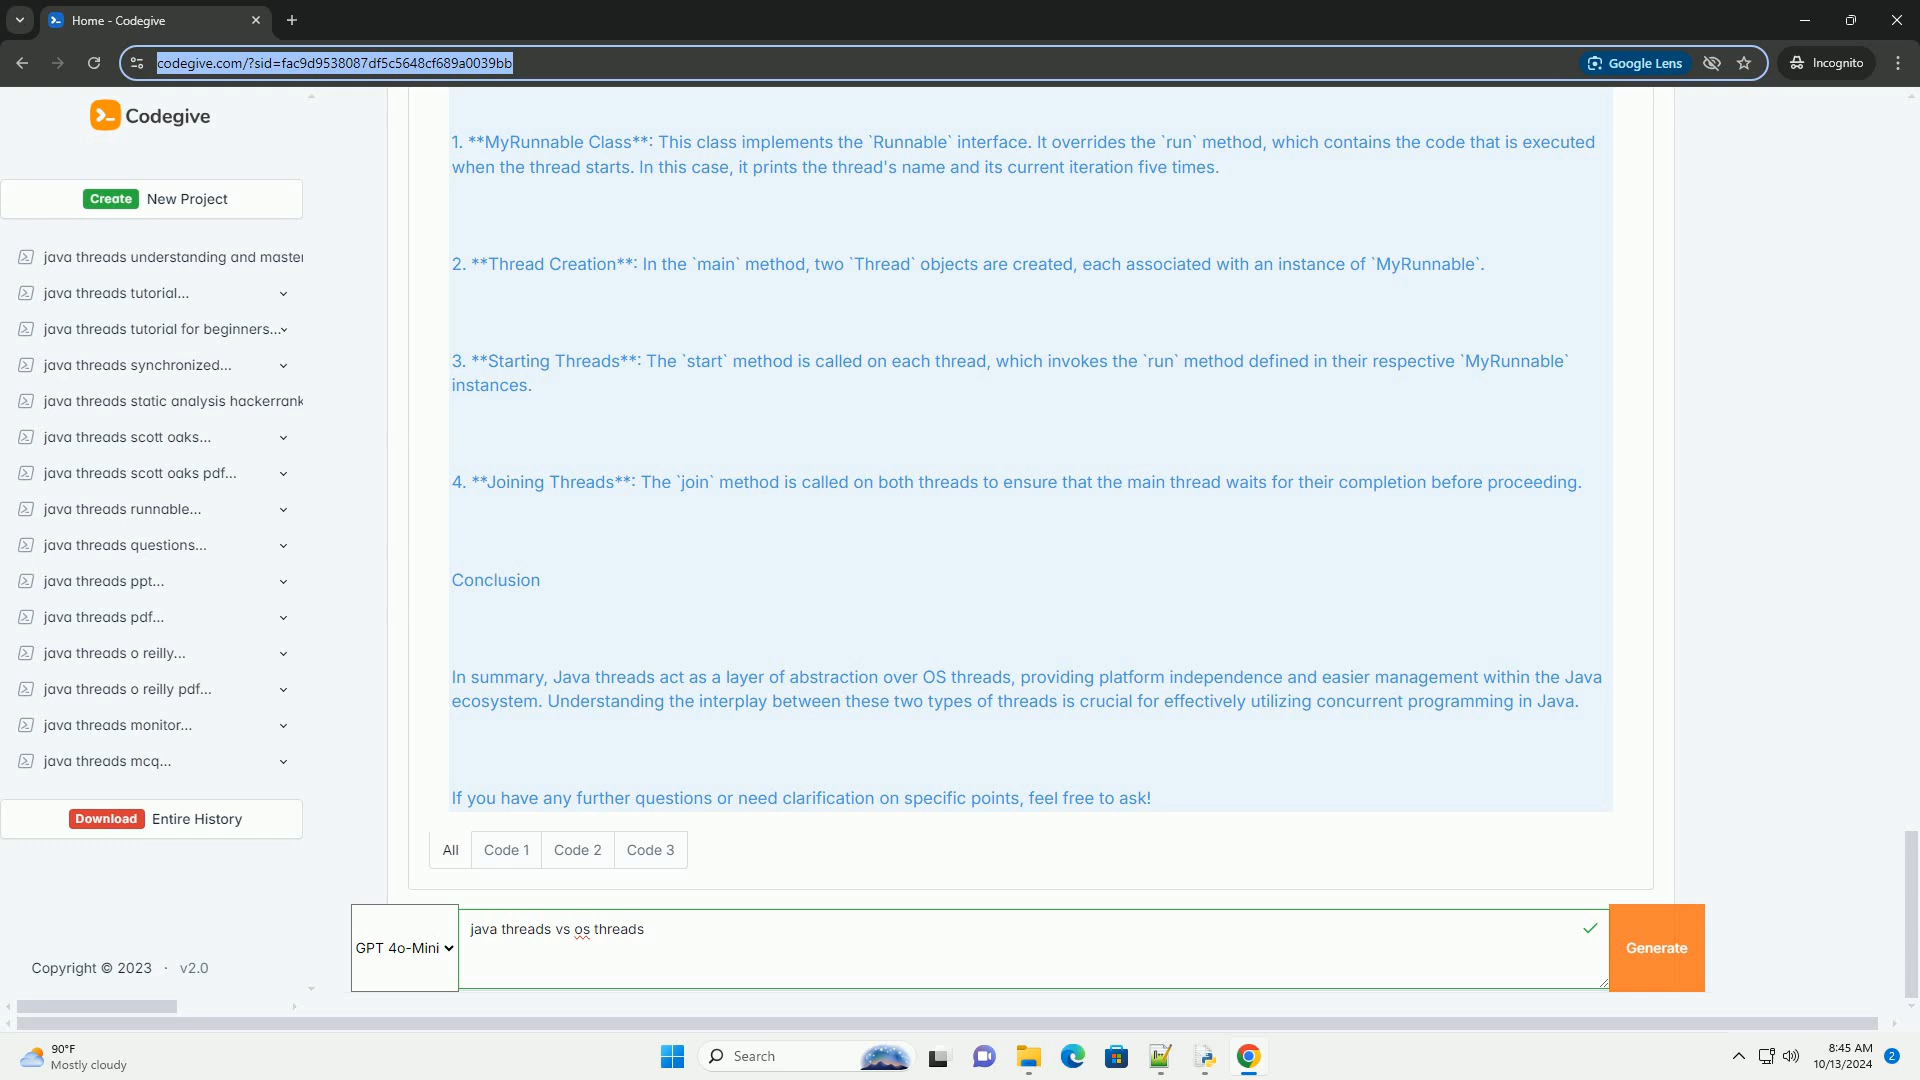 Home - Codegive
codegive.com/?sid=fac9d9538087df5c5648cf689a0039bb
Google Lens
Incognito
Codegive
Create New Project
java threads understanding and master
java threads tutorial...
java threads tutorial for beginners...
java threads synchronized...
java threads static analysis hackerrank
java threads scott oaks...
java threads scott oaks pdf...
java threads runnable...
java threads questions...
java threads ppt...
java threads pdf...
java threads o reilly...
java threads o reilly pdf...
java threads monitor...
java threads mcq...
Download Entire History
Copyright © 2023 · v2.0
1. **MyRunnable Class**: This class implements the `Runnable` interface. It overrides the `run` method, which contains the code that is executed
when the thread starts. In this case, it prints the thread's name and its current iteration five times.
2. **Thread Creation**: In the `main` method, two `Thread` objects are created, each associated with an instance of `MyRunnable`.
3. **Starting Threads**: The `start` method is called on each thread, which invokes the `run` method defined in their respective `MyRunnable`
instances.
4. **Joining Threads**: The `join` method is called on both threads to ensure that the main thread waits for their completion before proceeding.
Conclusion
In summary, Java threads act as a layer of abstraction over OS threads, providing platform independence and easier management within the Java
ecosystem. Understanding the interplay between these two types of threads is crucial for effectively utilizing concurrent programming in Java.
If you have any further questions or need clarification on specific points, feel free to ask!
All Code 1 Code 2 Code 3
GPT 4o-Mini
java threads vs os threads
Generate
90°F
Mostly cloudy
Search
8:45 AM
10/13/2024
2